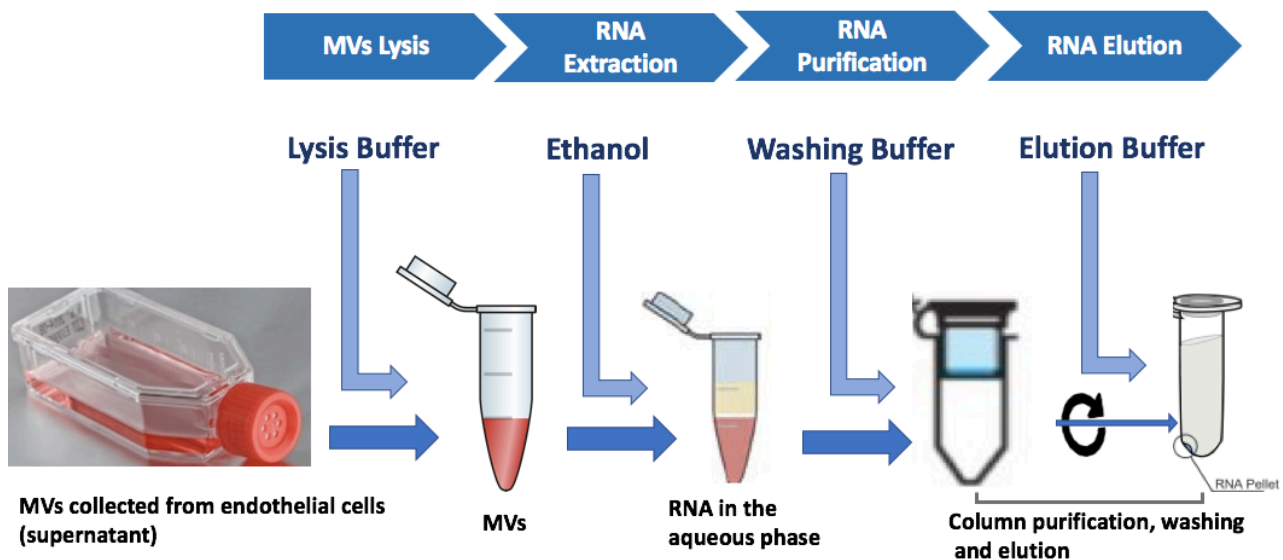 MVs Lysis
RNA
Extraction
RNA
Purification
RNA Elution
Lysis Buffer
Ethanol
Washing Buffer
Elution Buffer
RNA Pellet
MVs collected from endothelial cells
(supernatant)
MVs
RNA in the
aqueous phase
Column purification, washing
and elution